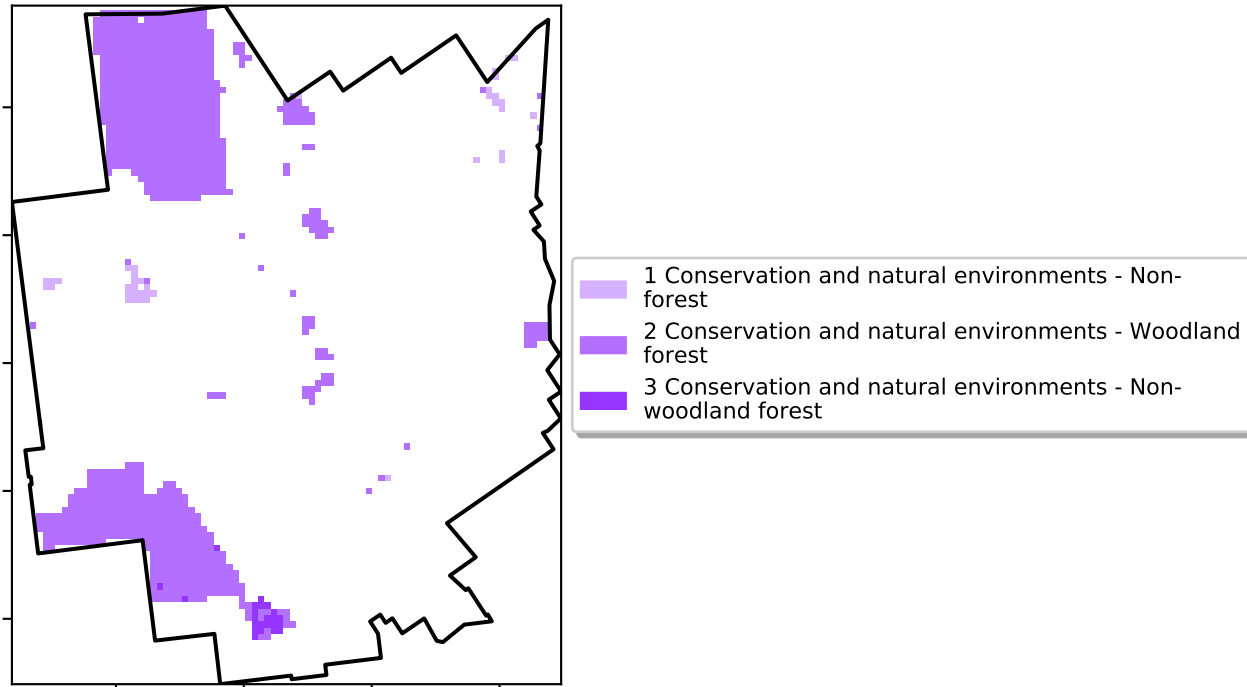 1 Conservation and natural environments - Non-
forest
2 Conservation and natural environments - Woodland
forest
3 Conservation and natural environments - Non-
woodland forest